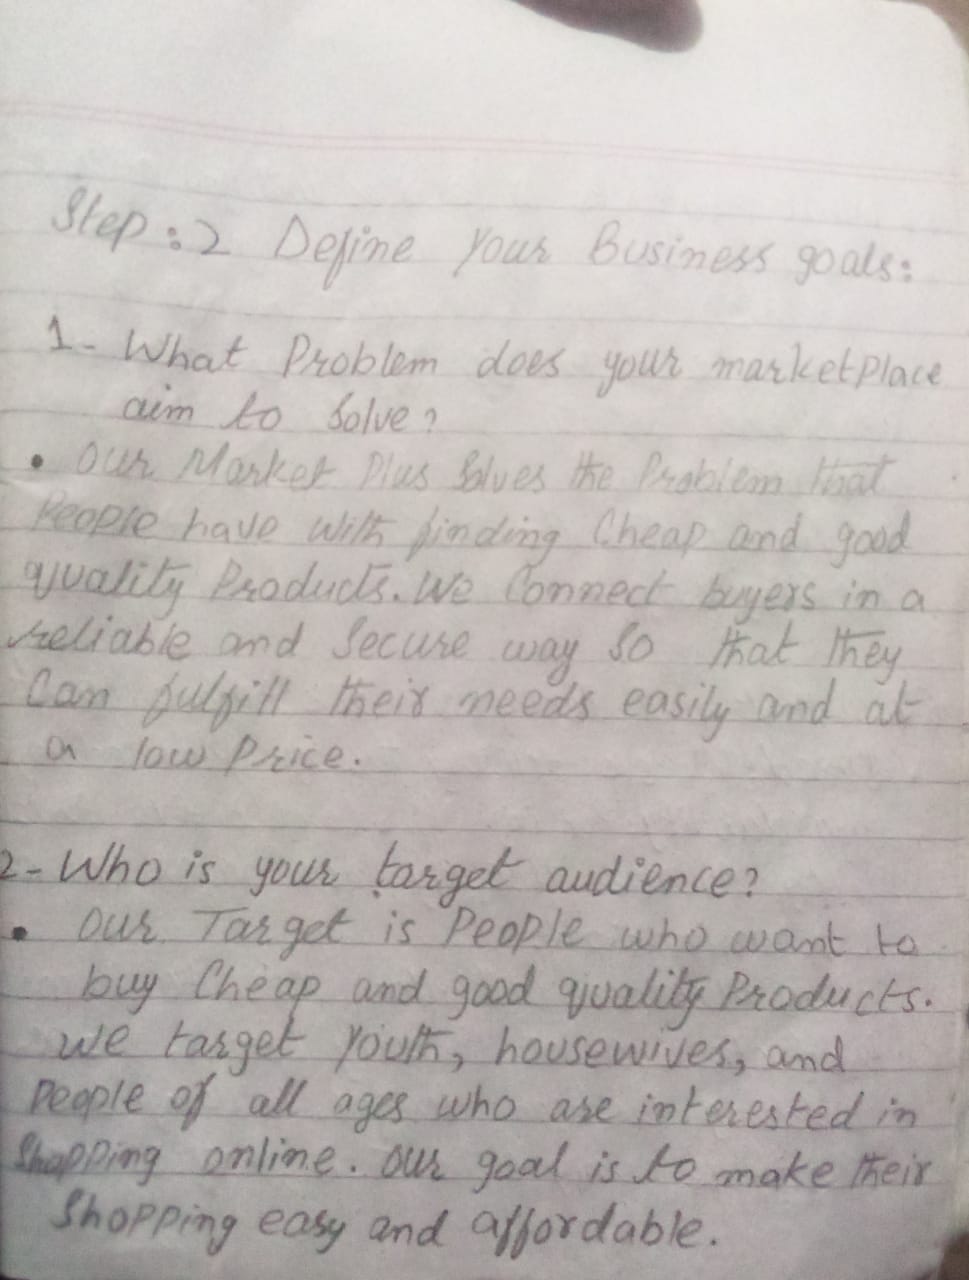 Step:2 Define your Business goals:
1- What Problem does your marketplace
aim to Solve?
• Our Market Plus Solves the Problem that
People have with finding Cheap and good
quality Products. We Connect buyers in a
reliable and Secure way So that they
Can fulfill their needs easily and at
a low Price.
2- Who is your target audience?
• Our Target is People who want to
buy Cheap and good quality Products.
We target Youth, housewives, and
People of all ages who are interested in
Shopping online. Our goal is to make their
Shopping easy and affordable.